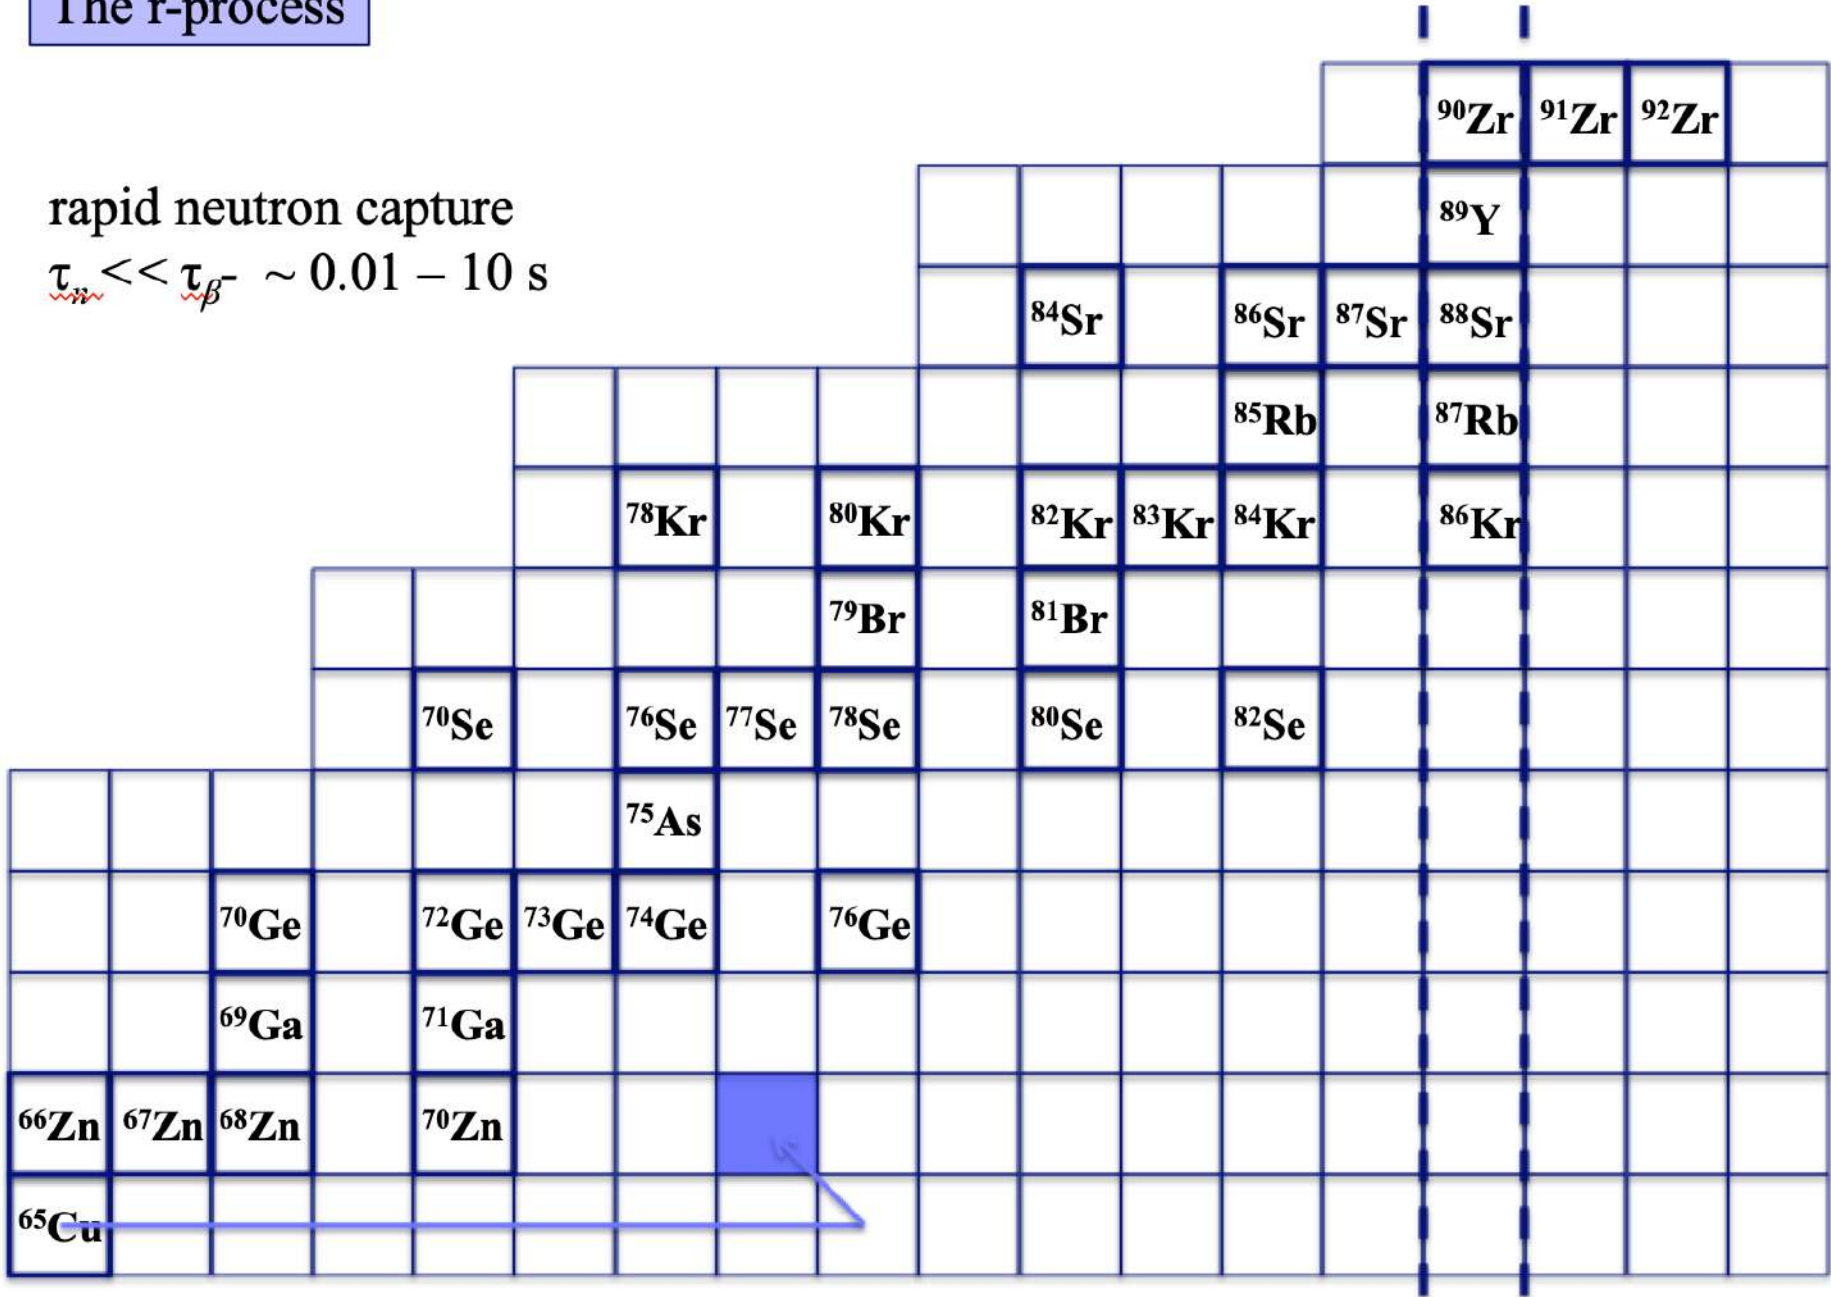 The r-process
rapid neutron capture
τₙ << τᵦ- ~ 0.01 – 10 s
⁹⁰Zr ⁹¹Zr ⁹²Zr
⁸⁹Y
⁸⁴Sr ⁸⁶Sr ⁸⁷Sr ⁸⁸Sr
⁸⁵Rb ⁸⁷Rb
⁷⁸Kr ⁸⁰Kr ⁸²Kr ⁸³Kr ⁸⁴Kr ⁸⁶Kr
⁷⁹Br ⁸¹Br
⁷⁰Se ⁷⁶Se ⁷⁷Se ⁷⁸Se ⁸⁰Se ⁸²Se
⁷⁵As
⁷⁰Ge ⁷²Ge ⁷³Ge ⁷⁴Ge ⁷⁶Ge
⁶⁹Ga ⁷¹Ga
⁶⁶Zn ⁶⁷Zn ⁶⁸Zn ⁷⁰Zn
⁶⁵Cu